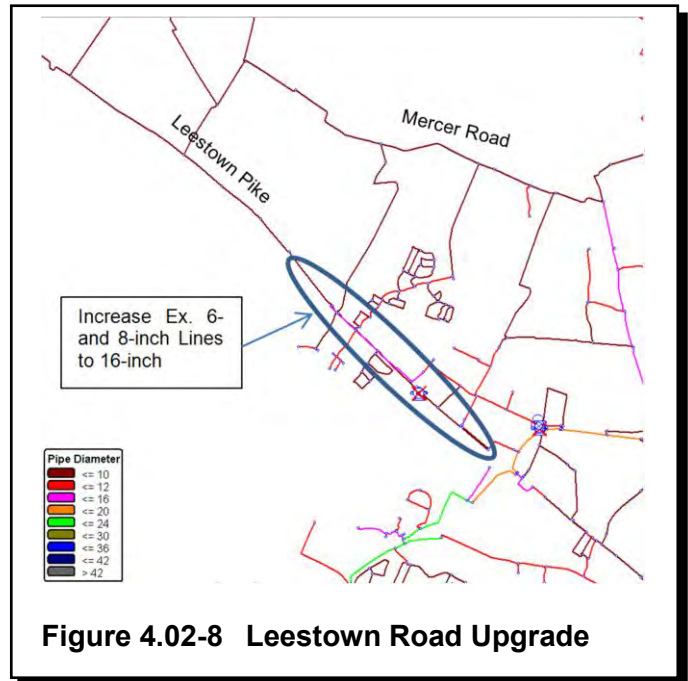 Mercer Road
Leestown Pike
Increase Ex. 6-
and 8-inch Lines
to 16-inch
Pipe Diameter
<= 10
<= 12
<= 16
<= 20
<= 24
<= 30
<= 36
<= 42
> 42
Figure 4.02-8 Leestown Road Upgrade